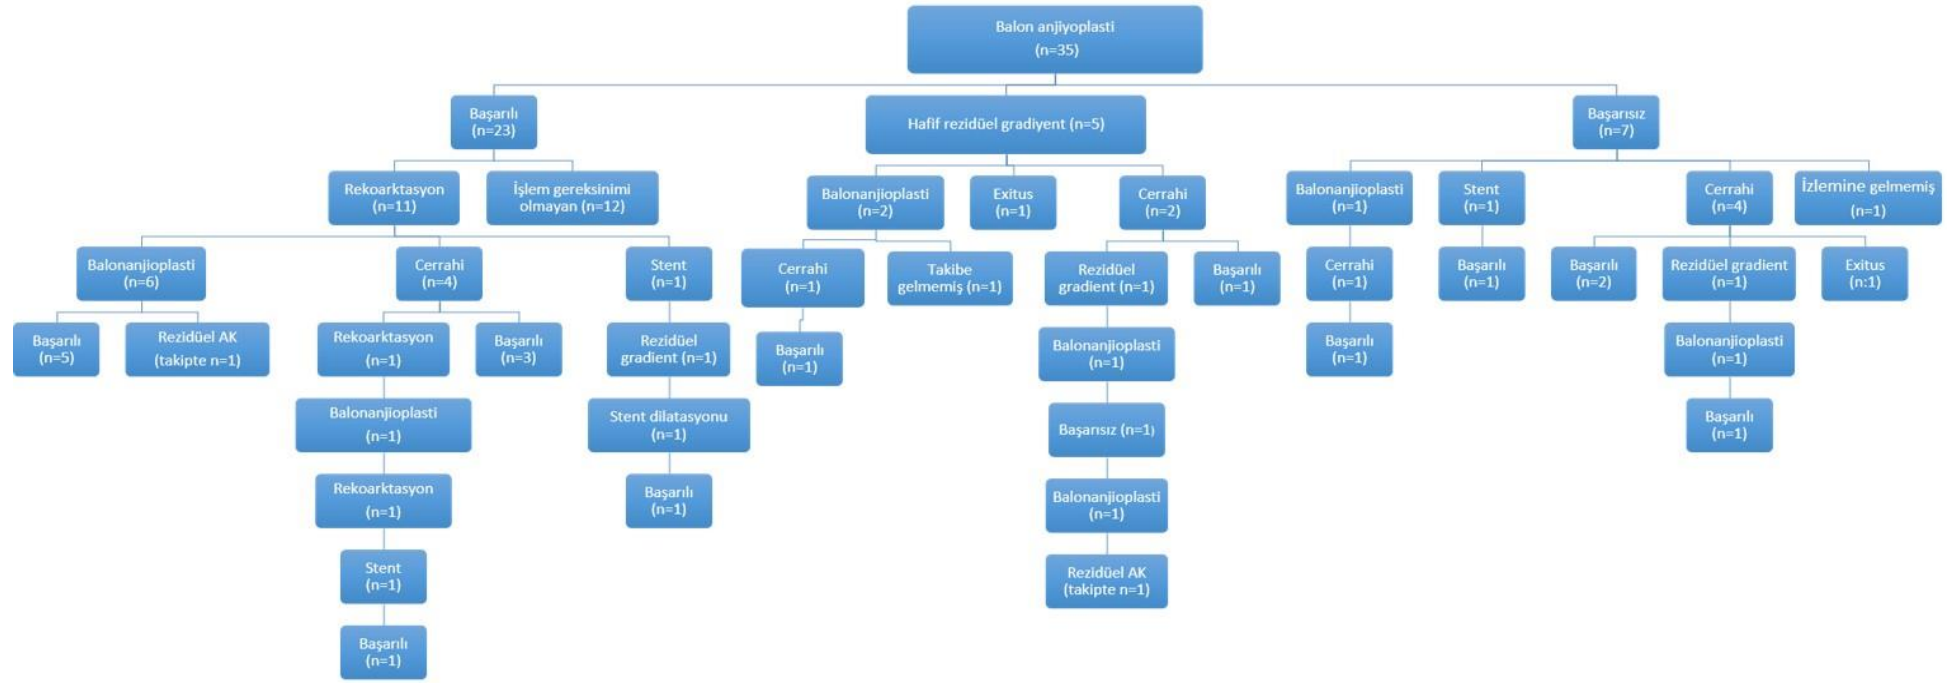 Balon anjiyoplasti
(n=35)
Başarılı
(n=23)
Hafif rezidüel gradiyent (n=5)
Başarısız
(n=7)
Rekoarktasyon
(n=11)
İşlem gereksinimi
olmayan (n=12)
Balonanjioplasti
(n=2)
Exitus
(n=1)
Cerrahi
(n=2)
Balonanjioplasti
(n=1)
Stent
(n=1)
Cerrahi
(n=4)
İzlemine gelmemiş
(n=1)
Balonanjioplasti
(n=6)
Cerrahi
(n=4)
Stent
(n=1)
Cerrahi
(n=1)
Takibe
gelmemiş (n=1)
Rezidüel
gradient (n=1)
Başarılı
(n=1)
Cerrahi
(n=1)
Başarılı
(n=1)
Başarılı
(n=2)
Rezidüel gradient
(n=1)
Exitus
(n:1)
Başarılı
(n=5)
Rezidüel AK
(takipte n=1)
Rekoarktasyon
(n=1)
Başarılı
(n=3)
Rezidüel
gradient (n=1)
Başarılı
(n=1)
Balonanjioplasti
(n=1)
Başarılı
(n=1)
Balonanjioplasti
(n=1)
Balonanjioplasti
(n=1)
Stent dilatasyonu
(n=1)
Başarısız (n=1)
Başarılı
(n=1)
Rekoarktasyon
(n=1)
Başarılı
(n=1)
Balonanjioplasti
(n=1)
Stent
(n=1)
Rezidüel AK
(takipte n=1)
Başarılı
(n=1)